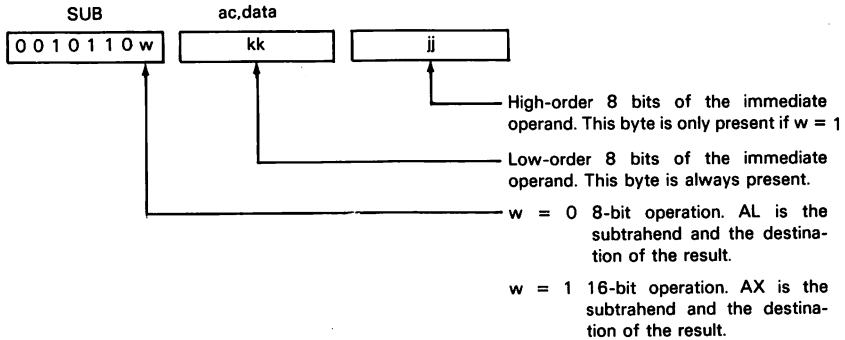 SUB ac,data
0 0 1 0 1 1 0 w kk jj
High-order 8 bits of the immediate
operand. This byte is only present if w = 1
Low-order 8 bits of the immediate
operand. This byte is always present.
w = 0 8-bit operation. AL is the
subtrahend and the destina-
tion of the result.
w = 1 16-bit operation. AX is the
subtrahend and the destina-
tion of the result.